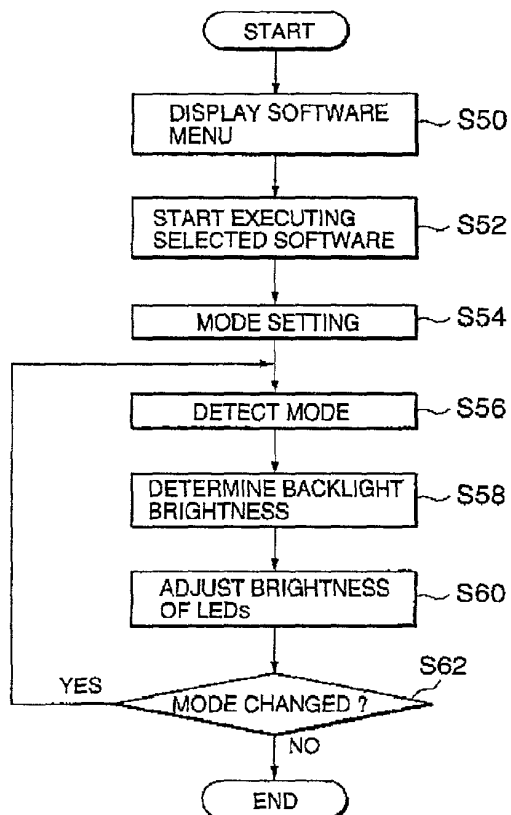 START
DISPLAY SOFTWARE
MENU
S50
START EXECUTING
SELECTED SOFTWARE
S52
MODE SETTING
S54
DETECT MODE
S56
DETERMINE BACKLIGHT
BRIGHTNESS
S58
ADJUST BRIGHTNESS
OF LEDs
S60
S62
YES
MODE CHANGED ?
NO
END